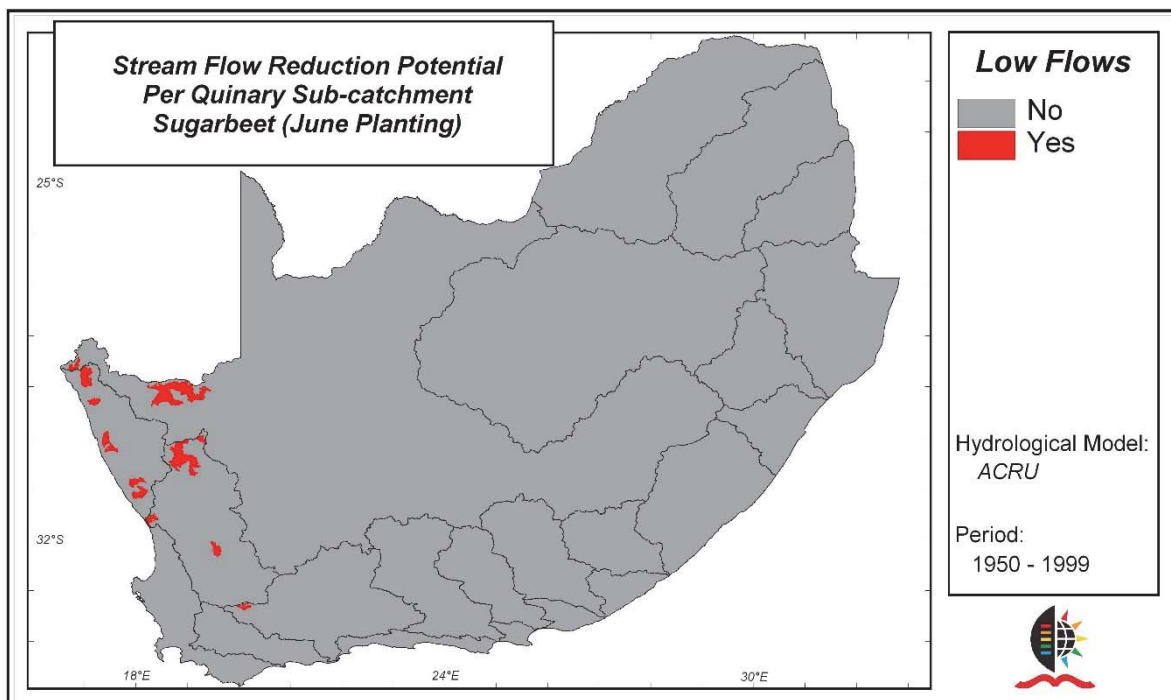 Stream Flow Reduction Potential
Per Quinary Sub-catchment
Sugarbeet (June Planting)
Low Flows
No
Yes
25°S
Hydrological Model:
ACRU
32°S
Period:
1950 - 1999
18°E
24°E
30°E